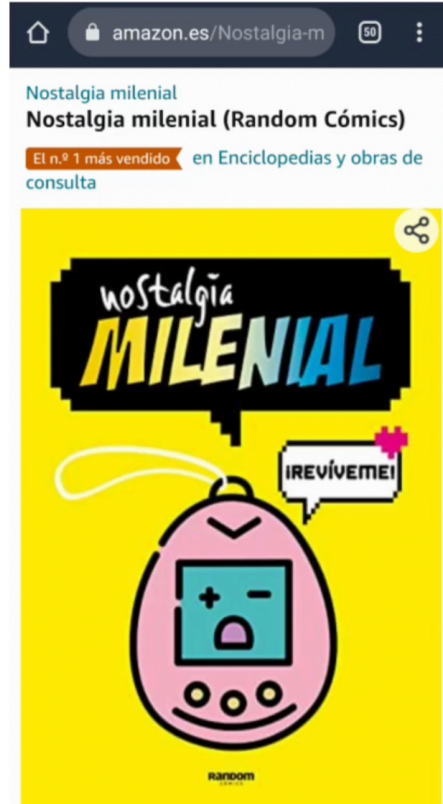 amazon.es/Nostalgia-m
50
Nostalgia milenial
Nostalgia milenial (Random Cómics)
El n.º 1 más vendido en Enciclopedias y obras de
consulta
nostalgia
MILENIAL
¡REVÍVEME!
RANDOM
CÓMICS